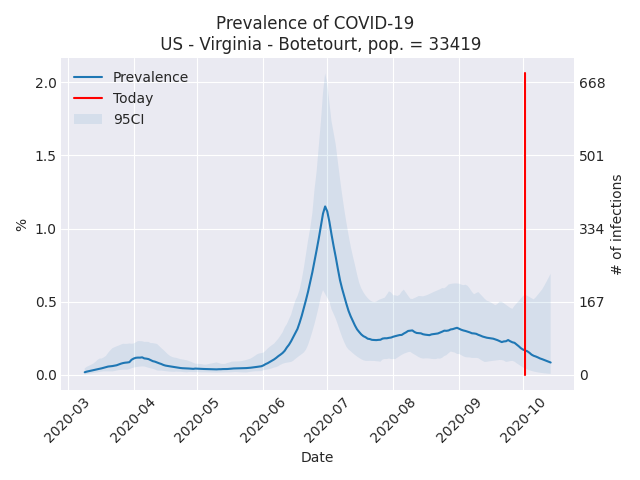 Prevalence of COVID-19
US - Virginia - Botetourt, pop. = 33419
Prevalence
Today
95CI
2.0
1.5
1.0
0.5
0.0
%
668
501
334
167
0
# of infections
2020-03
2020-04
2020-05
2020-06
2020-07
2020-08
2020-09
2020-10
Date